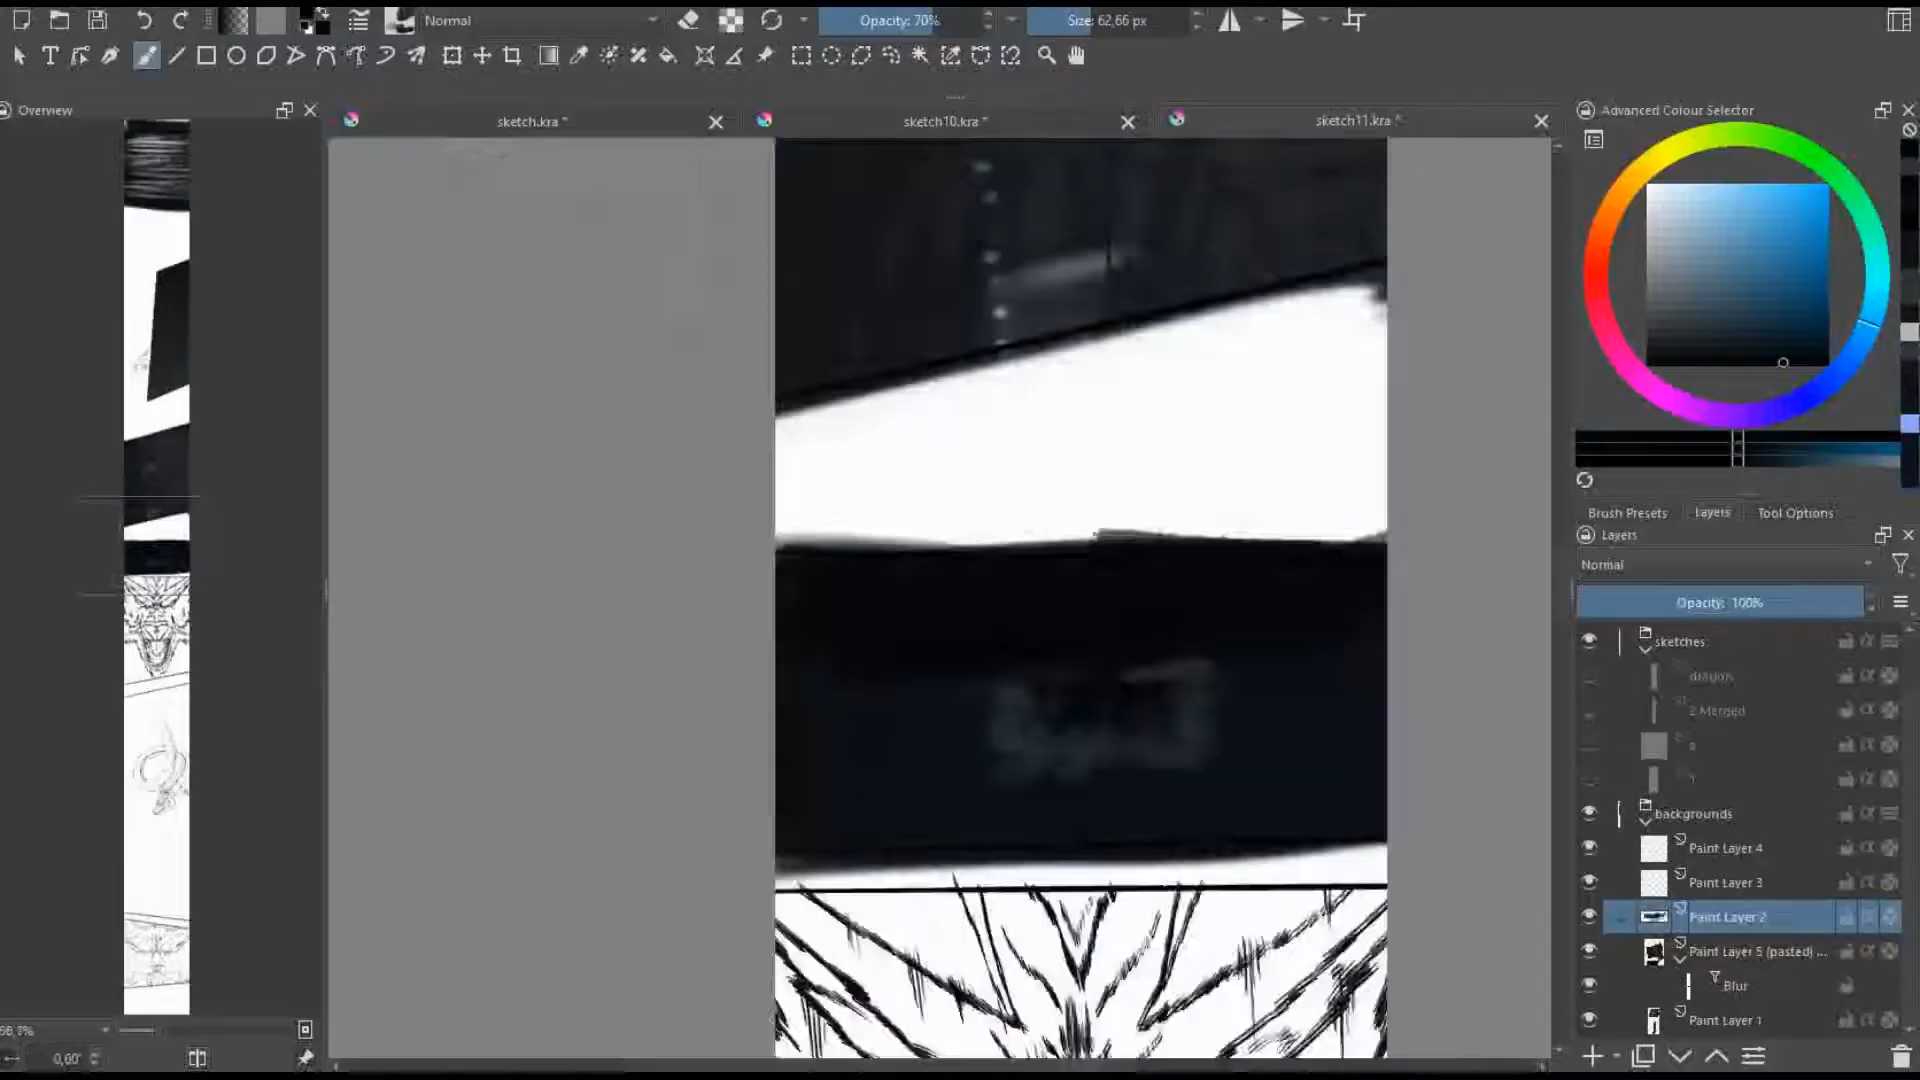 Normal
Opacity: 70%
Size: 62,66 px
Overview
sketch.kra *
sketch10.kra *
sketch11.kra *
Advanced Colour Selector
Brush Presets
Layers
Tool Options
Layers
Normal
Opacity: 100%
sketches
dragon
2 Merged
backgrounds
Paint Layer 4
Paint Layer 3
Paint Layer 2
Paint Layer 5 (pasted) ...
Blur
Paint Layer 1
0,60°